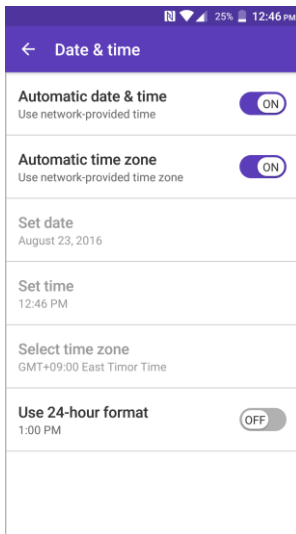 25% 12:46 PM
Date & time
Automatic date & time
ON
Use network-provided time
Automatic time zone
ON
Use network-provided time zone
Set date
August 23, 2016
Set time
12:46 PM
Select time zone
GMT+09:00 East Timor Time
Use 24-hour format
OFF
1:00 PM